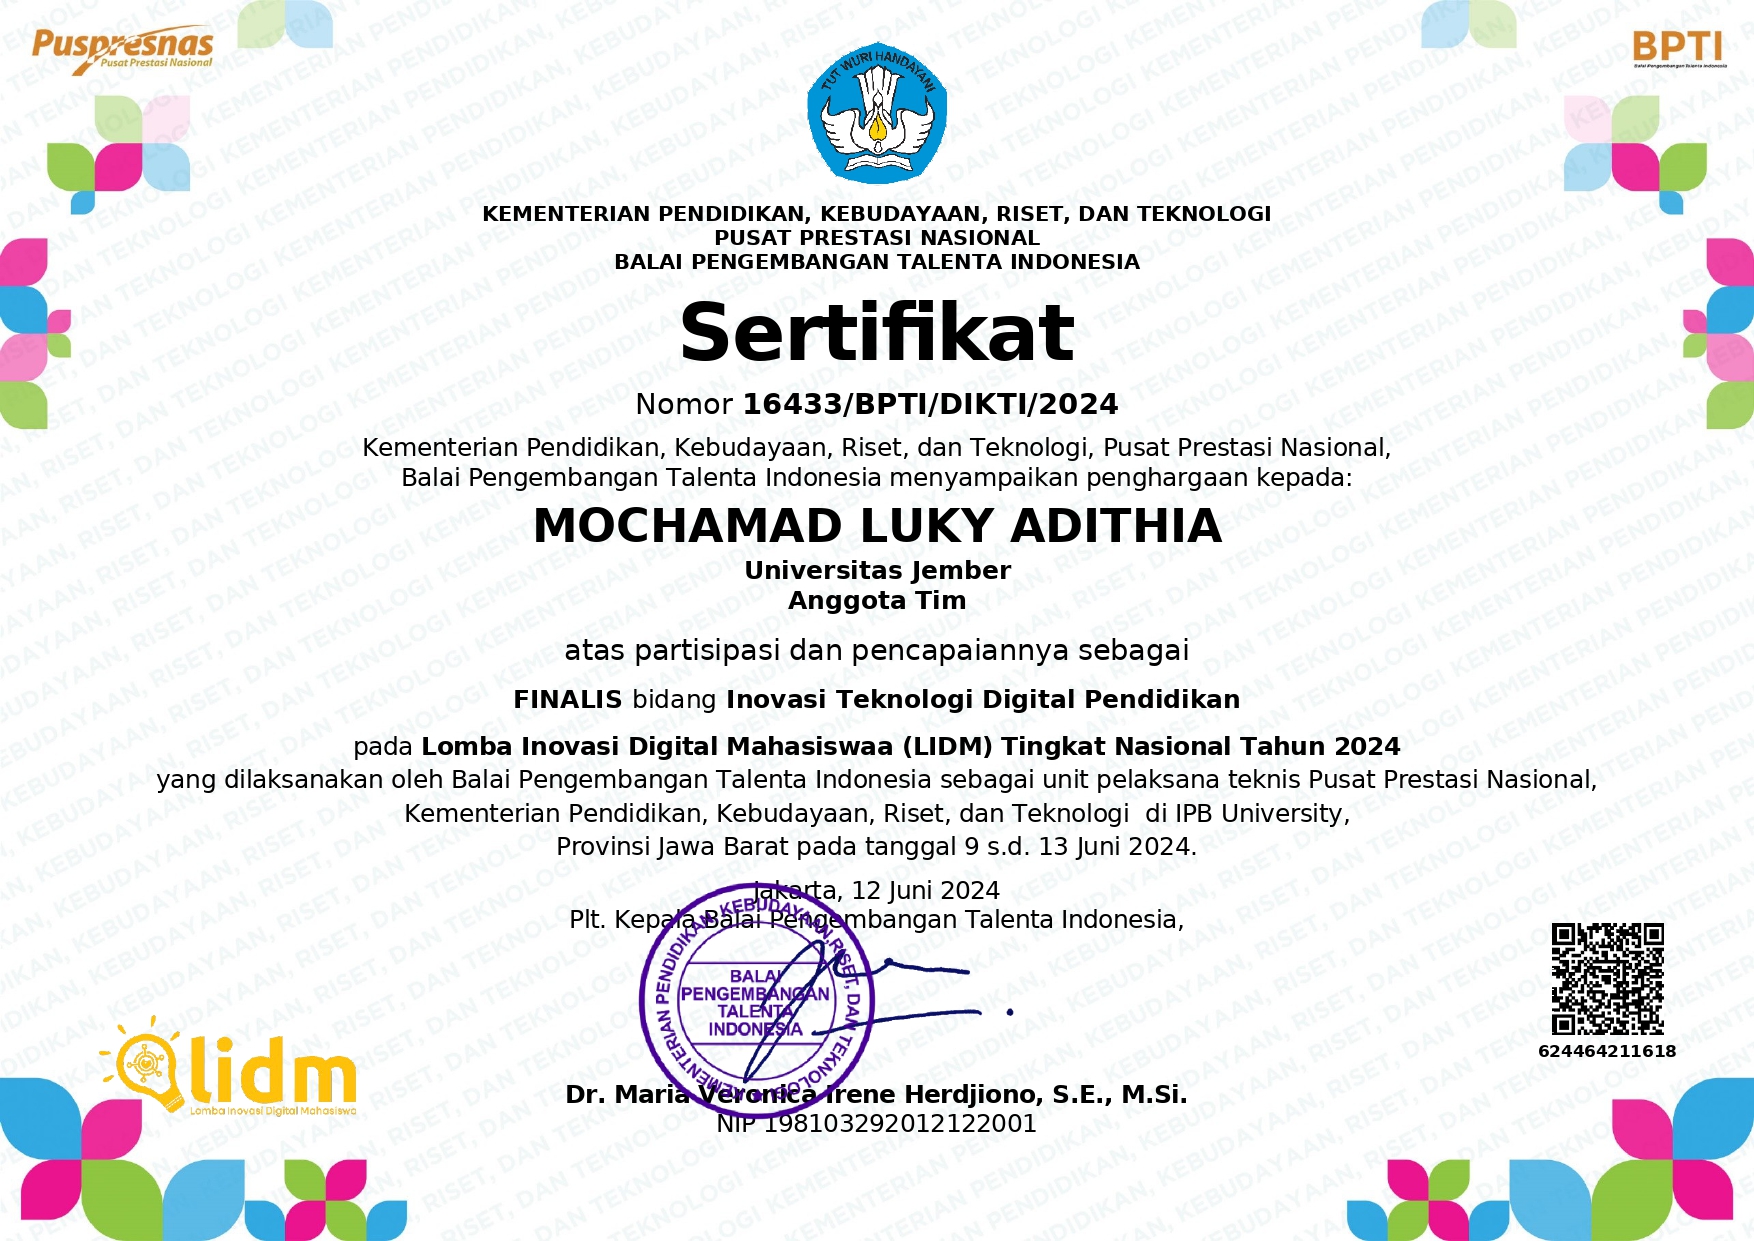 Puspresnas
Pusat Prestasi Nasional
BPTI
Balai Pengembangan Talenta Indonesia
TUT WURI HANDAYANI
KEMENTERIAN PENDIDIKAN, KEBUDAYAAN, RISET, DAN TEKNOLOGI
PUSAT PRESTASI NASIONAL
BALAI PENGEMBANGAN TALENTA INDONESIA
Sertifikat
Nomor 16433/BPTI/DIKTI/2024
Kementerian Pendidikan, Kebudayaan, Riset, dan Teknologi, Pusat Prestasi Nasional,
Balai Pengembangan Talenta Indonesia menyampaikan penghargaan kepada:
MOCHAMAD LUKY ADITHIA
Universitas Jember
Anggota Tim
atas partisipasi dan pencapaiannya sebagai
FINALIS bidang Inovasi Teknologi Digital Pendidikan
pada Lomba Inovasi Digital Mahasiswaa (LIDM) Tingkat Nasional Tahun 2024
yang dilaksanakan oleh Balai Pengembangan Talenta Indonesia sebagai unit pelaksana teknis Pusat Prestasi Nasional,
Kementerian Pendidikan, Kebudayaan, Riset, dan Teknologi di IPB University,
Provinsi Jawa Barat pada tanggal 9 s.d. 13 Juni 2024.
Jakarta, 12 Juni 2024
Plt. Kepala Balai Pengembangan Talenta Indonesia,
KEMENTERIAN PENDIDIKAN, KEBUDAYAAN, RISET, DAN TEKNOLOGI
BALAI
PENGEMBANGAN
TALENTA
INDONESIA
Dr. Maria Veronica Irene Herdjiono, S.E., M.Si.
NIP 198103292012122001
624464211618
lidm
Lomba Inovasi Digital Mahasiswa